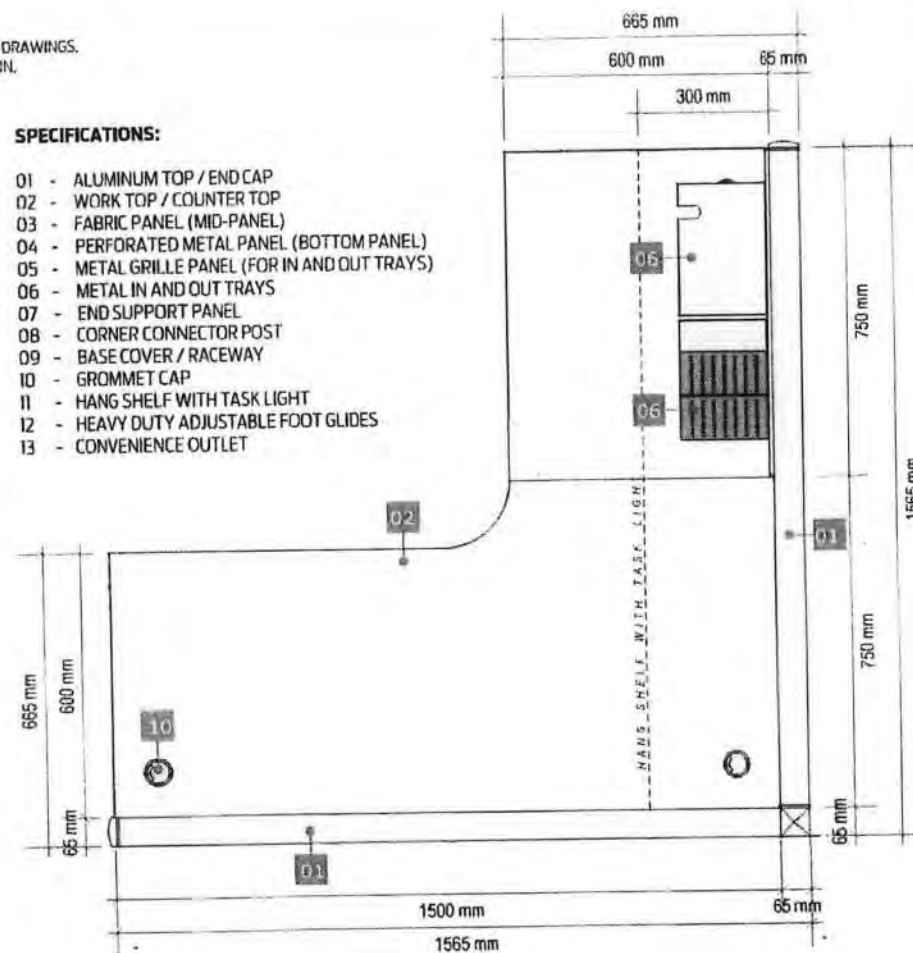 DRAWINGS.
IN.
SPECIFICATIONS:
01 - ALUMINUM TOP / END CAP
02 - WORK TOP / COUNTER TOP
03 - FABRIC PANEL (MID-PANEL)
04 - PERFORATED METAL PANEL (BOTTOM PANEL)
05 - METAL GRILLE PANEL (FOR IN AND OUT TRAYS)
06 - METAL IN AND OUT TRAYS
07 - END SUPPORT PANEL
08 - CORNER CONNECTOR POST
09 - BASE COVER / RACEWAY
10 - GROMMET CAP
11 - HANG SHELF WITH TASK LIGHT
12 - HEAVY DUTY ADJUSTABLE FOOT GLIDES
13 - CONVENIENCE OUTLET
665 mm
600 mm
65 mm
300 mm
06
750 mm
06
1565 mm
HANG SHELF WITH TASK LIGH
02
01
665 mm
600 mm
750 mm
10
65 mm
65 mm
01
1500 mm
65 mm
1565 mm